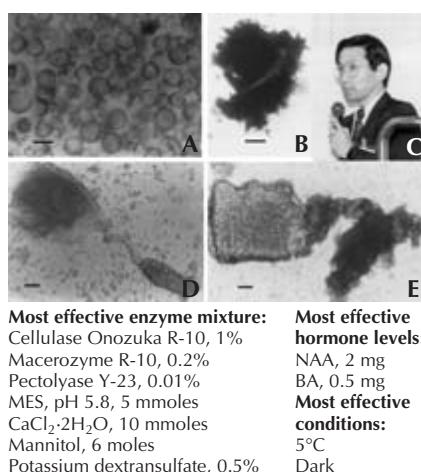 A
B
C
D
E
Most effective enzyme mixture:
Cellulase Onozuka R-10, 1%
Macerozyme R-10, 0.2%
Pectolyase Y-23, 0.01%
MES, pH 5.8, 5 mmoles
CaCl₂·2H₂O, 10 mmoles
Mannitol, 6 moles
Potassium dextransulfate, 0.5%
Most effective
hormone levels
NAA, 2 mg
BA, 0.5 mg
Most effective
conditions:
5°C
Dark